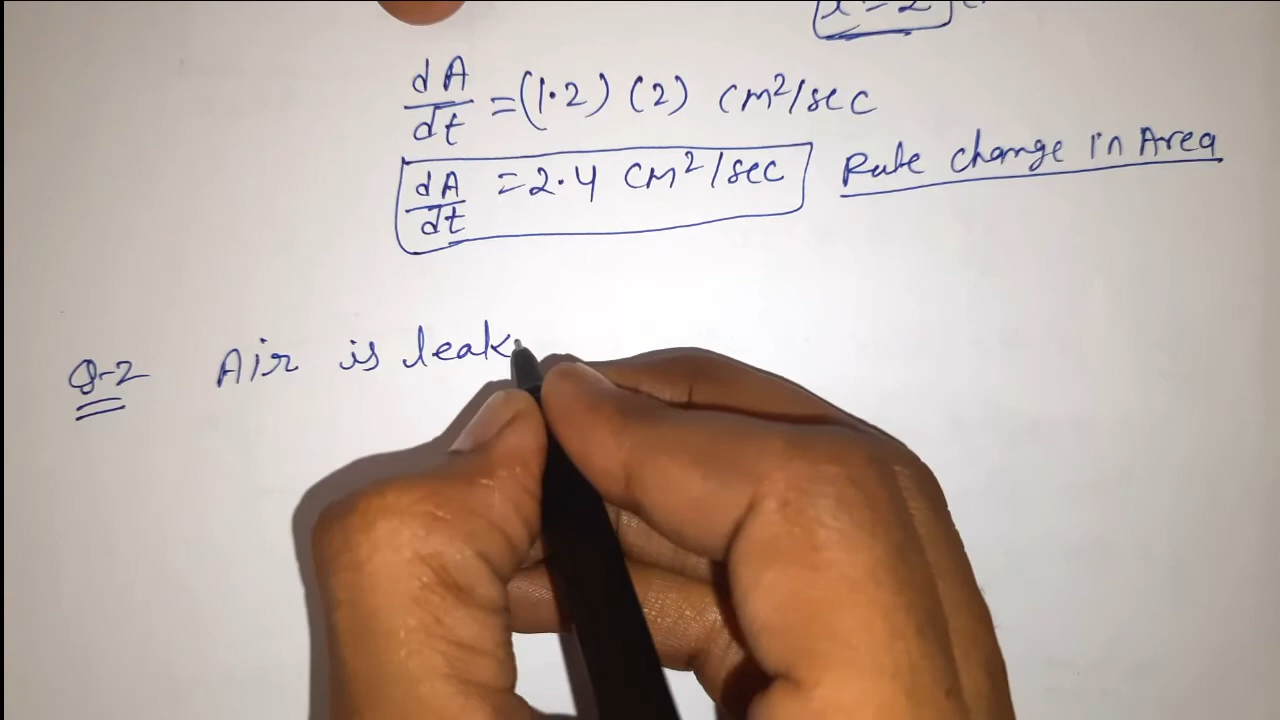 x = 2
dA/dt = (1.2) (2) cm²/sec
dA/dt = 2.4 cm²/sec Rate change in Area
Q-2 Air is leak